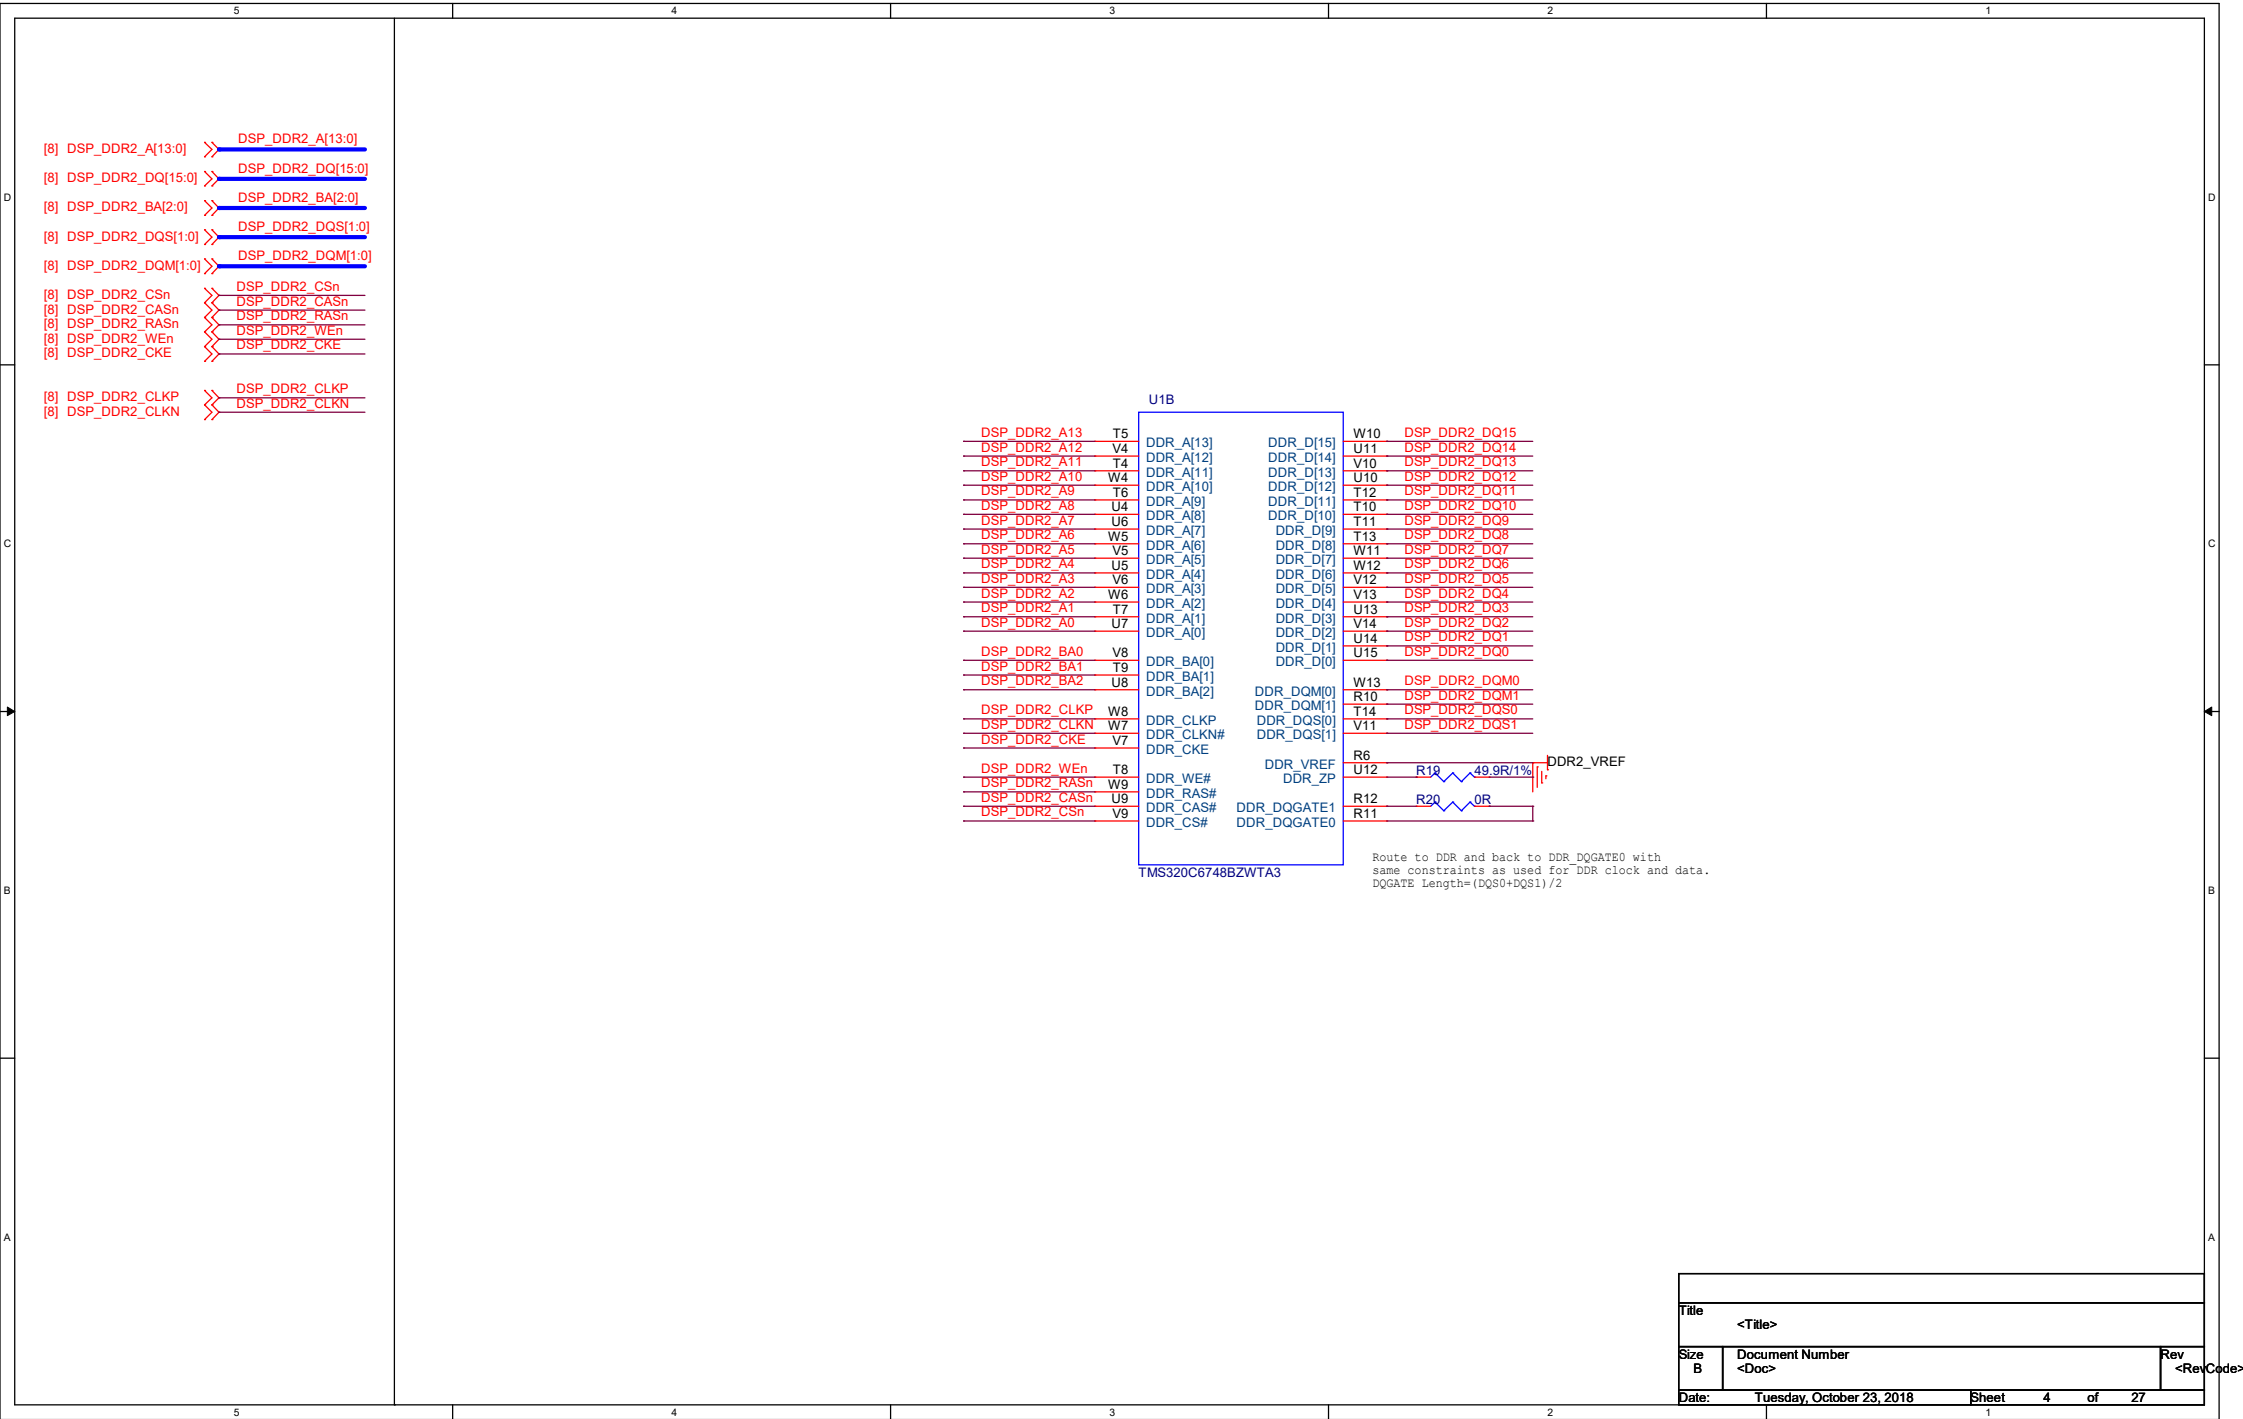 5 4 3 2 1
[8] DSP_DDR2_A[13:0] DSP_DDR2_A[13:0]
[8] DSP_DDR2_DQ[15:0] DSP_DDR2_DQ[15:0]
D D
[8] DSP_DDR2_BA[2:0] DSP_DDR2_BA[2:0]
[8] DSP_DDR2_DQS[1:0] DSP_DDR2_DQS[1:0]
[8] DSP_DDR2_DQM[1:0] DSP_DDR2_DQM[1:0]
[8] DSP_DDR2_CSn DSP_DDR2_CSn
[8] DSP_DDR2_CASn DSP_DDR2_CASn
[8] DSP_DDR2_RASn DSP_DDR2_RASn
[8] DSP_DDR2_WEn DSP_DDR2_WEn
[8] DSP_DDR2_CKE DSP_DDR2_CKE
[8] DSP_DDR2_CLKP DSP_DDR2_CLKP
[8] DSP_DDR2_CLKN DSP_DDR2_CLKN
U1B
DSP_DDR2_A13 T5 DDR_A[13] DDR_D[15] W10 DSP_DDR2_DQ15
DSP_DDR2_A12 V4 DDR_A[12] DDR_D[14] U11 DSP_DDR2_DQ14
DSP_DDR2_A11 T4 DDR_A[11] DDR_D[13] V10 DSP_DDR2_DQ13
DSP_DDR2_A10 W4 DDR_A[10] DDR_D[12] U10 DSP_DDR2_DQ12
DSP_DDR2_A9 T6 DDR_A[9] DDR_D[11] T12 DSP_DDR2_DQ11
DSP_DDR2_A8 U4 DDR_A[8] DDR_D[10] T10 DSP_DDR2_DQ10
DSP_DDR2_A7 U6 DDR_A[7] DDR_D[9] T11 DSP_DDR2_DQ9
DSP_DDR2_A6 W5 DDR_A[6] DDR_D[8] T13 DSP_DDR2_DQ8
C C
DSP_DDR2_A5 V5 DDR_A[5] DDR_D[7] W11 DSP_DDR2_DQ7
DSP_DDR2_A4 U5 DDR_A[4] DDR_D[6] W12 DSP_DDR2_DQ6
DSP_DDR2_A3 V6 DDR_A[3] DDR_D[5] V12 DSP_DDR2_DQ5
DSP_DDR2_A2 W6 DDR_A[2] DDR_D[4] V13 DSP_DDR2_DQ4
DSP_DDR2_A1 T7 DDR_A[1] DDR_D[3] U13 DSP_DDR2_DQ3
DSP_DDR2_A0 U7 DDR_A[0] DDR_D[2] V14 DSP_DDR2_DQ2
DDR_D[1] U14 DSP_DDR2_DQ1
DSP_DDR2_BA0 V8 DDR_BA[0] DDR_D[0] U15 DSP_DDR2_DQ0
DSP_DDR2_BA1 T9 DDR_BA[1]
DSP_DDR2_BA2 U8 DDR_BA[2] DDR_DQM[0] W13 DSP_DDR2_DQM0
DDR_DQM[1] R10 DSP_DDR2_DQM1
DSP_DDR2_CLKP W8 DDR_CLKP DDR_DQS[0] T14 DSP_DDR2_DQS0
DSP_DDR2_CLKN W7 DDR_CLKN# DDR_DQS[1] V11 DSP_DDR2_DQS1
DSP_DDR2_CKE V7 DDR_CKE
DDR_VREF R6 DDR2_VREF
DSP_DDR2_WEn T8 DDR_WE# DDR_ZP U12 R19 49.9R/1%
DSP_DDR2_RASn W9 DDR_RAS#
DSP_DDR2_CASn U9 DDR_CAS# DDR_DQGATE1 R12 R20 0R
DSP_DDR2_CSn V9 DDR_CS# DDR_DQGATE0 R11
TMS320C6748BZWTA3
Route to DDR and back to DDR_DQGATE0 with
same constraints as used for DDR clock and data.
DQGATE Length=(DQS0+DQS1)/2
B B
A A
Title
<Title>
Size Document Number Rev
B <Doc> <RevCode>
Date: Tuesday, October 23, 2018 Sheet 4 of 27
5 4 3 2 1